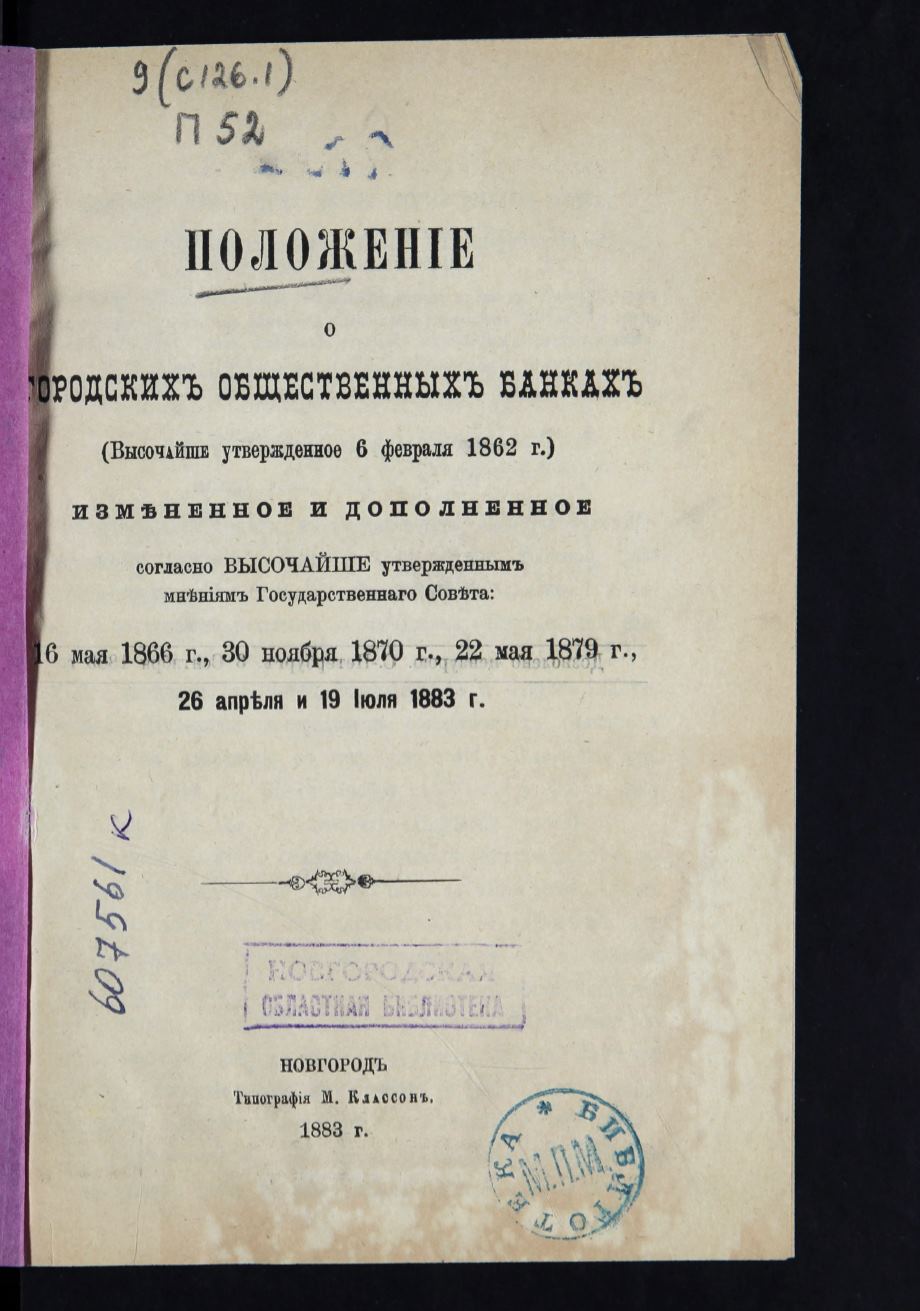 9(С126.1)
П 52
ПОЛОЖЕНІЕ
О
ГОРОДСКИХЪ ОБЩЕСТВЕННЫХЪ БАНКАХЪ
(Высочайше утвержденное 6 февраля 1862 г.)
ИЗМѢНЕННОЕ И ДОПОЛНЕННОЕ
согласно ВЫСОЧАЙШЕ утвержденнымъ
мнѣніямъ Государственнаго Совѣта:
16 мая 1866 г., 30 ноября 1870 г., 22 мая 1879 г.,
26 апрѣля и 19 Іюля 1883 г.
607561 к
НОВГОРОДСКАЯ
ОБЛАСТНАЯ БИБЛИОТЕКА
НОВГОРОДЪ
Типографія М. Классонъ.
1883 г.
* БИБЛІОТЕКА
М.П.М.